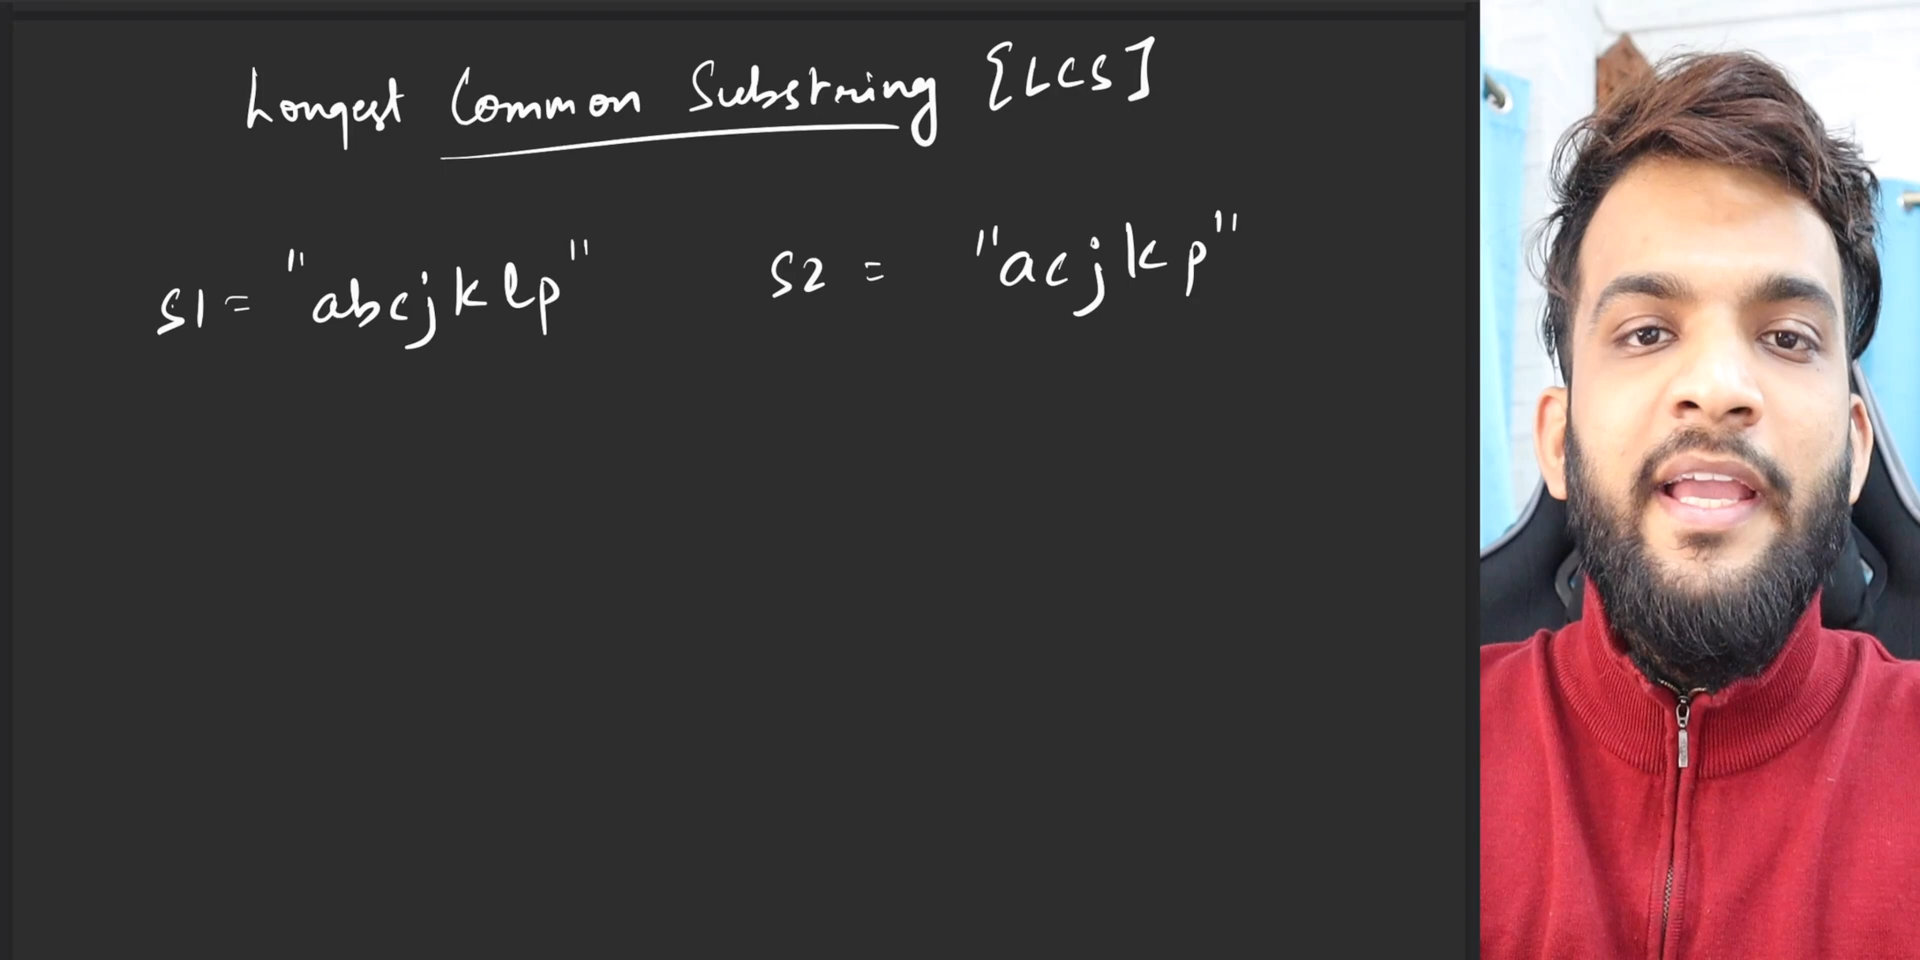 Longest Common Substring [LCS]
S1 = "abcjklp" S2 = "acjkp"